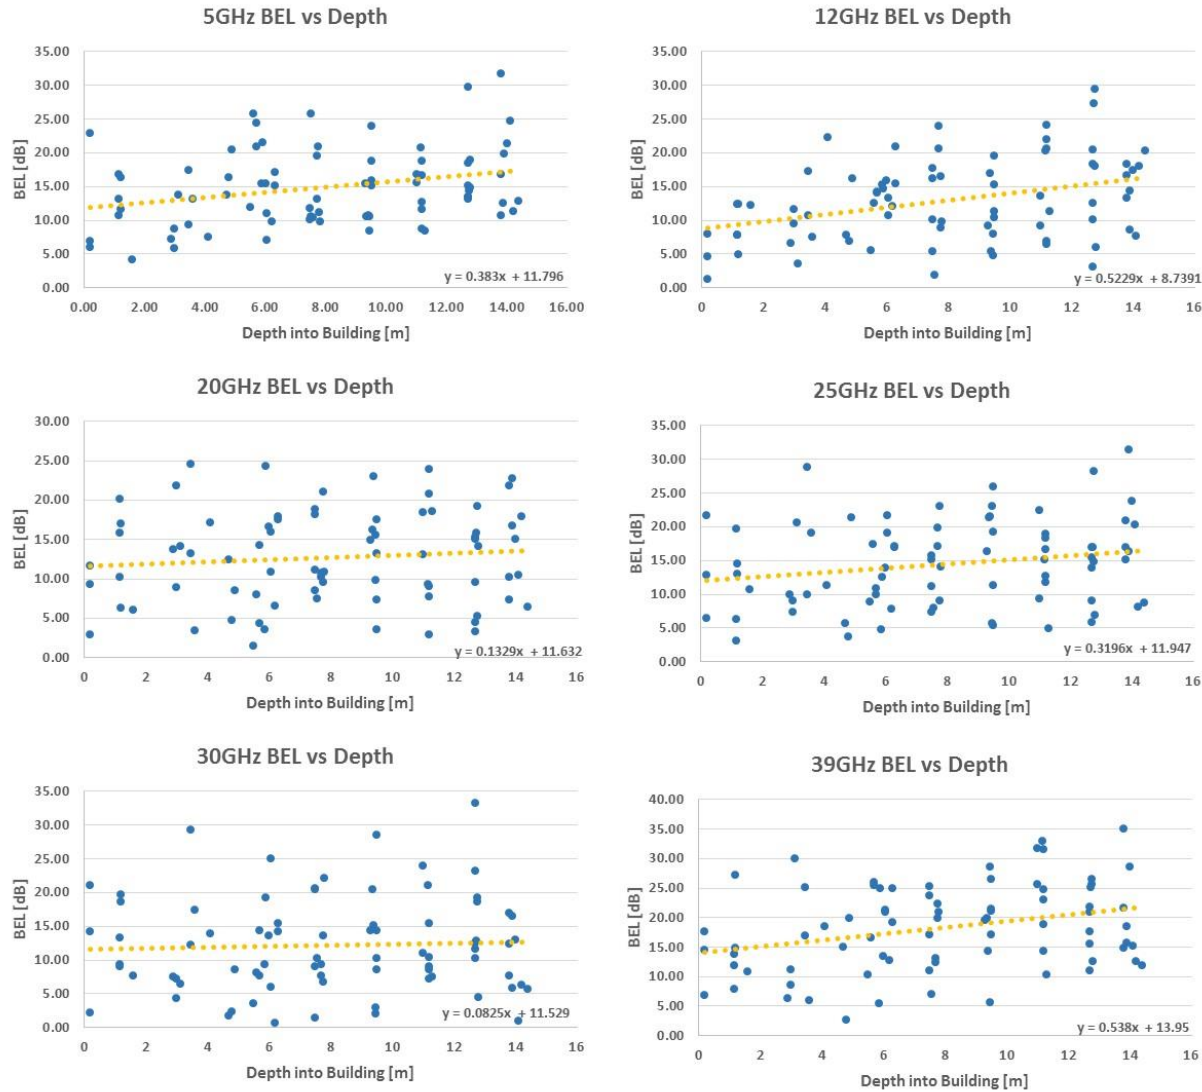 5GHz BEL vs Depth
35.00
30.00
25.00
20.00
15.00
10.00
5.00
0.00
BEL [dB]
y = 0.383x + 11.796
0.00 2.00 4.00 6.00 8.00 10.00 12.00 14.00 16.00
Depth into Building [m]
12GHz BEL vs Depth
35.00
30.00
25.00
20.00
15.00
10.00
5.00
0.00
BEL [dB]
y = 0.5229x + 8.7391
0 2 4 6 8 10 12 14 16
Depth into Building [m]
20GHz BEL vs Depth
30.00
25.00
20.00
15.00
10.00
5.00
0.00
BEL [dB]
y = 0.1329x + 11.632
0 2 4 6 8 10 12 14 16
Depth into Building [m]
25GHz BEL vs Depth
35.00
30.00
25.00
20.00
15.00
10.00
5.00
0.00
BEL [dB]
y = 0.3196x + 11.947
0 2 4 6 8 10 12 14 16
Depth into Building [m]
30GHz BEL vs Depth
35.00
30.00
25.00
20.00
15.00
10.00
5.00
0.00
BEL [dB]
y = 0.0825x + 11.529
0 2 4 6 8 10 12 14 16
Depth into Building [m]
39GHz BEL vs Depth
40.00
35.00
30.00
25.00
20.00
15.00
10.00
5.00
0.00
BEL [dB]
y = 0.538x + 13.95
0 2 4 6 8 10 12 14 16
Depth into Building [m]